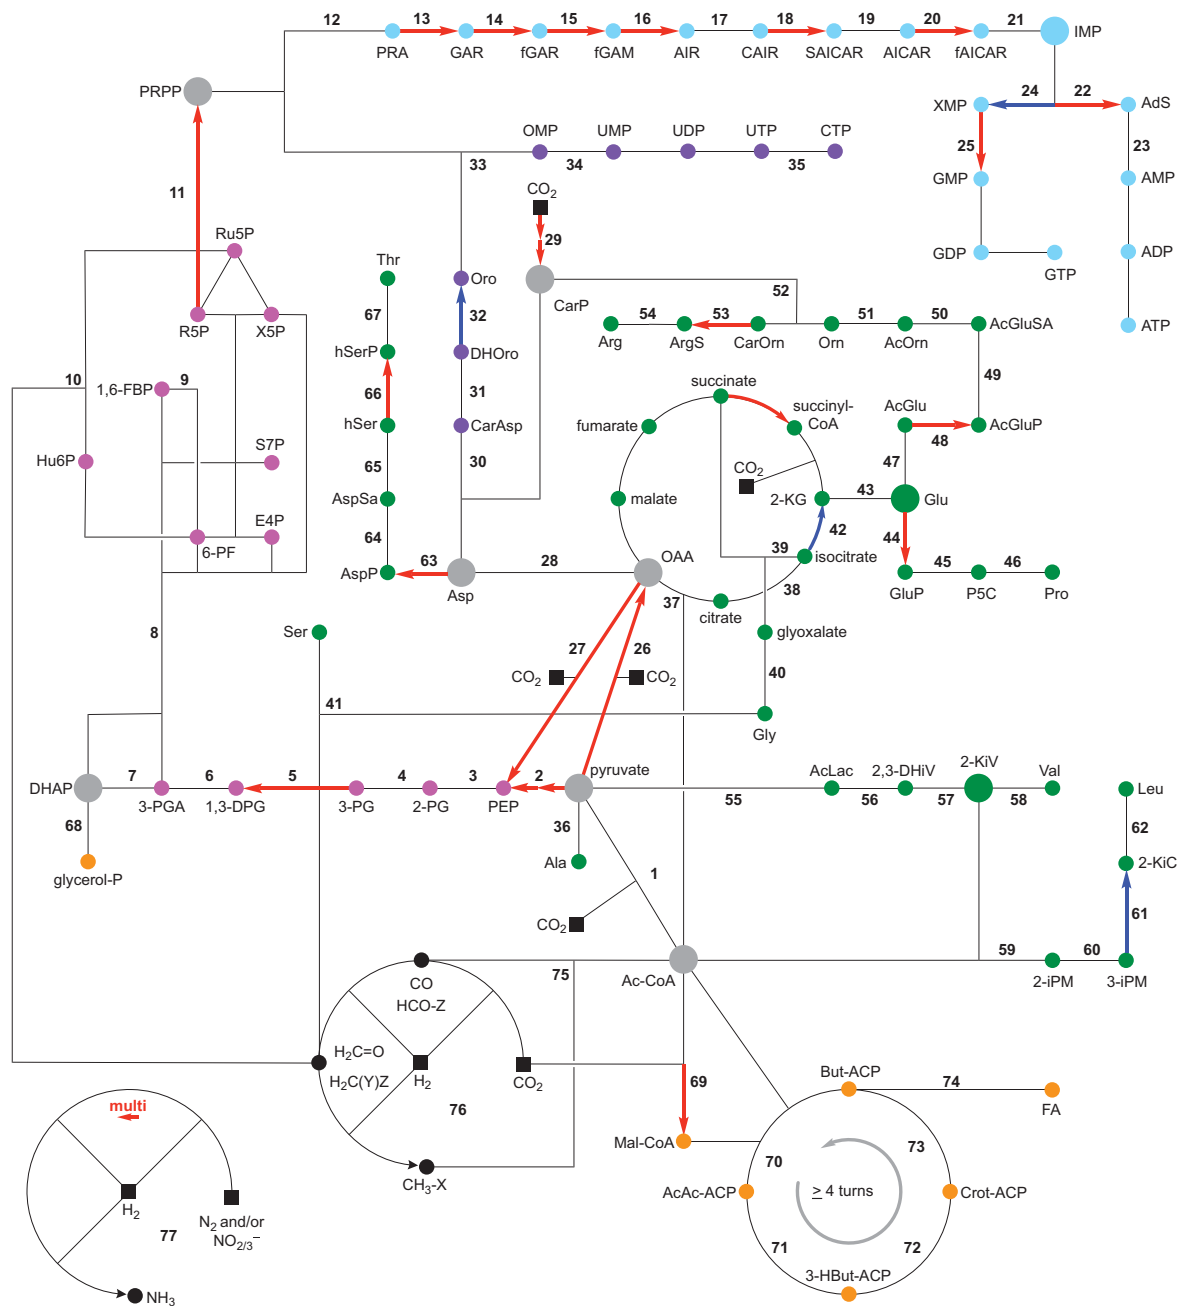 12 13 14 15 16 17 18 19 20 21
PRA GAR fGAR fGAM AIR CAIR SAICAR AICAR fAICAR IMP
PRPP
24 22
XMP AdS
OMP UMP UDP UTP CTP
25 23
33 34 35
GMP AMP
11
CO2
29
Ru5P
GDP GTP ADP
Thr Oro CarP
52
R5P X5P
67 32 54 53 51 50
Arg ArgS CarOrn Orn AcOrn AcGluSA
ATP
hSerP DHOro
10 1,6-FBP 9
66 31 49
succinate
succinyl-
CoA
AcGlu
48
AcGluP
hSer CarAsp fumarate
S7P
Hu6P
65 30
CO2
47
AspSa malate 2-KG 43 Glu
E4P
6-PF
64 42 44
39 isocitrate
OAA
AspP 63 Asp 28
45 46
GluP P5C Pro
37 38
citrate
8
Ser
glyoxalate
27 26
CO2 CO2
40
41
Gly
DHAP 7 6 5 4 3 2 pyruvate
3-PGA 1,3-DPG 3-PG 2-PG PEP
AcLac 2,3-DHiV 2-KiV Val Leu
55 56 57 58
68
36 62
glycerol-P
Ala
2-KiC
1
61
CO2
75 59 60
CO
HCO-Z
Ac-CoA
2-iPM 3-iPM
H2C=O
H2C(Y)Z
H2
CO2
76
69
But-ACP
74
FA
multi
Mal-CoA
70 73
CH3-X
AcAc-ACP
≥ 4 turns
Crot-ACP
H2
N2 and/or
NO2/3−
77
71 72
3-HBut-ACP
NH3